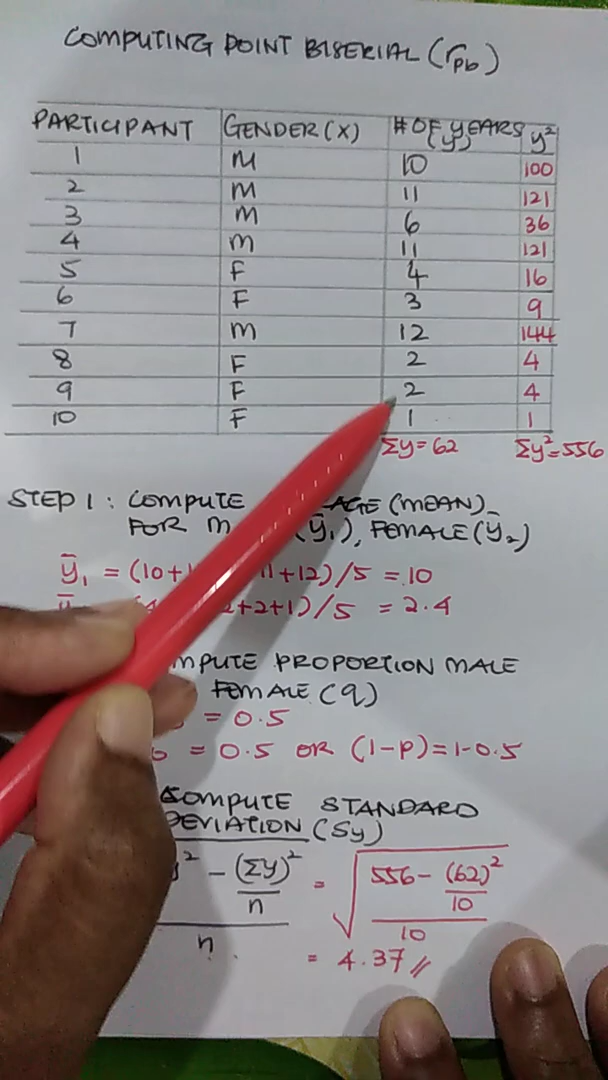 COMPUTING POINT BISERIAL (rpb)
PARTICIPANT GENDER (X) # OF YEARS (y) y²
1 M 10 100
2 M 11 121
3 M 6 36
4 M 11 121
5 F 4 16
6 F 3 9
7 M 12 144
8 F 2 4
9 F 2 4
10 F 1 1
Σy = 62 Σy² = 556
STEP 1 : COMPUTE (MEAN)
FOR M (ȳ₁), FEMALE (ȳ₂)
ȳ₁ = (10+1 11+12)/5 = 10
2+2+1)/5 = 2.4
PROPORTION MALE
FEMALE (q)
= 0.5
= 0.5 OR (1-P) = 1-0.5
COMPUTE STANDARD
DEVIATION (Sy)
y² - (Σy)²/n / n = √ 556 - (62)²/10 / 10
= 4.37 //